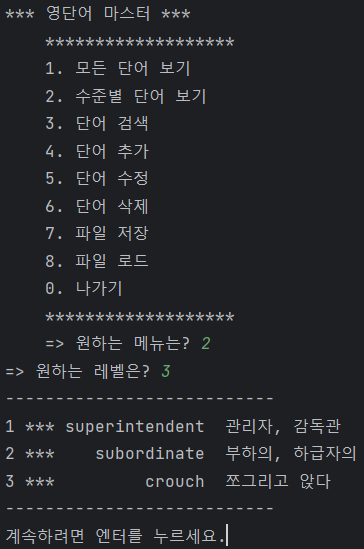 *** 영단어 마스터 ***
*******************
1. 모든 단어 보기
2. 수준별 단어 보기
3. 단어 검색
4. 단어 추가
5. 단어 수정
6. 단어 삭제
7. 파일 저장
8. 파일 로드
0. 나가기
*******************
=> 원하는 메뉴는? 2
=> 원하는 레벨은? 3
---------------------------
1 *** superintendent 관리자, 감독관
2 *** subordinate 부하의, 하급자의
3 *** crouch 쪼그리고 앉다
---------------------------
계속하려면 엔터를 누르세요.